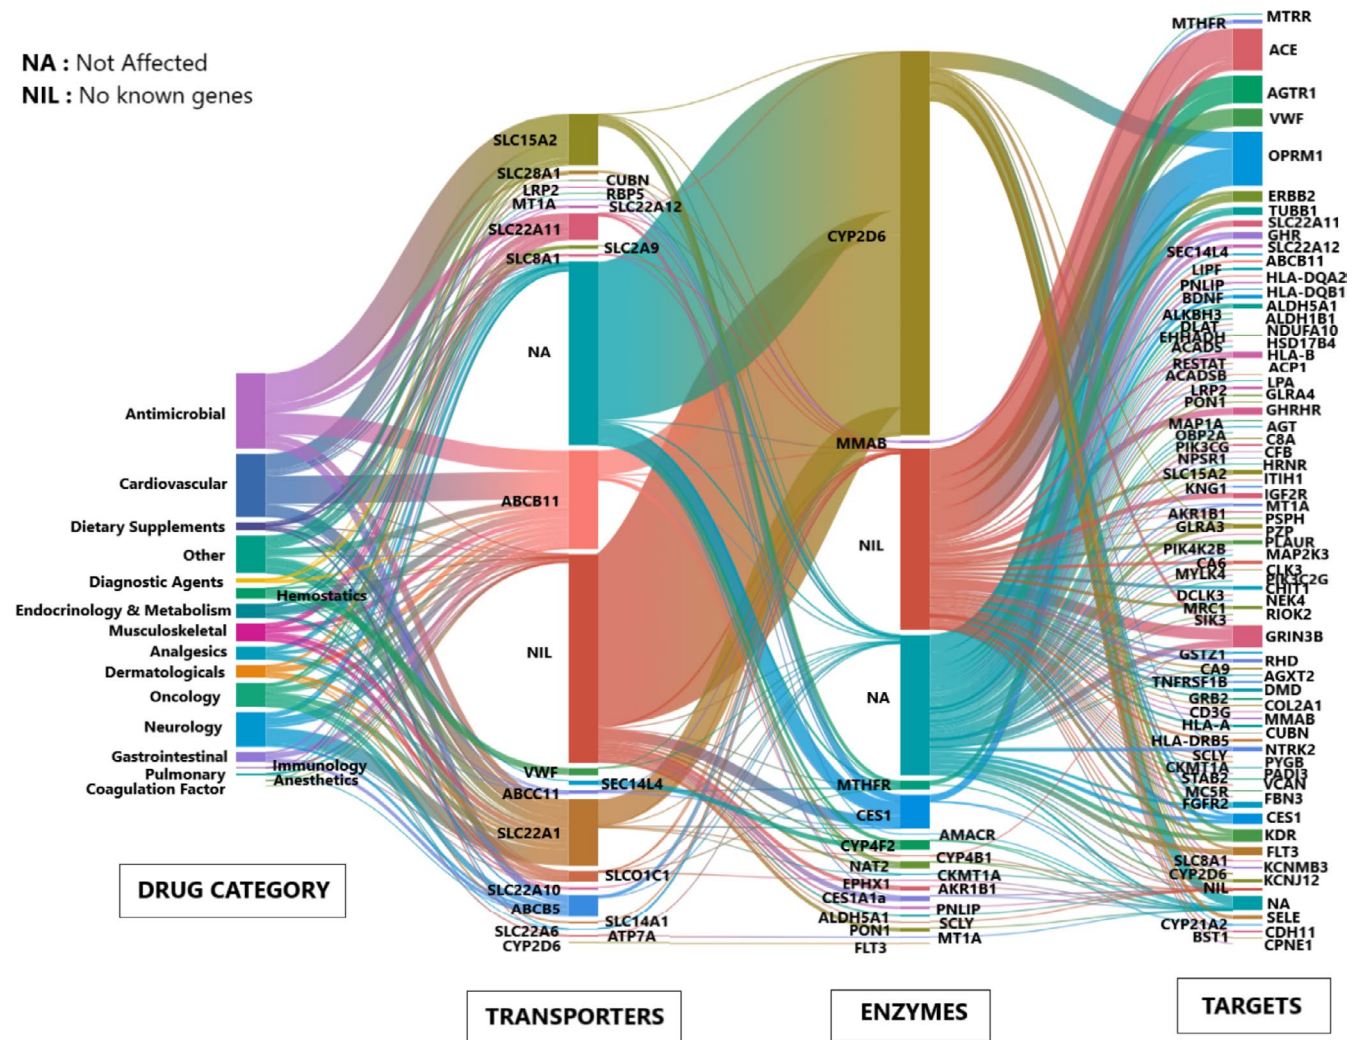 NA : Not Affected
NIL : No known genes
Antimicrobial
Cardiovascular
Dietary Supplements
Other
Diagnostic Agents
Hemostatics
Endocrinology & Metabolism
Musculoskeletal
Analgesics
Dermatologicals
Oncology
Neurology
Gastrointestinal
Immunology
Pulmonary
Anesthetics
Coagulation Factor
DRUG CATEGORY
SLC15A2
SLC28A1
CUBN
LRP2
RBP5
MT1A
SLC22A12
SLC22A11
SLC2A9
SLC8A1
NA
ABCB11
NIL
VWF
SEC14L4
ABCC11
SLC22A1
SLCO1C1
SLC22A10
ABCB5
SLC14A1
SLC22A6
ATP7A
CYP2D6
TRANSPORTERS
CYP2D6
MMAB
NIL
NA
MTHFR
CES1
AMACR
CYP4F2
CYP4B1
NAT2
CKMT1A
EPHX1
AKR1B1
CES1A1a
PNLIP
ALDH5A1
SCLY
PON1
MT1A
FLT3
ENZYMES
MTRR
MTHFR
ACE
AGTR1
VWF
OPRM1
ERBB2
TUBB1
SLC22A11
GHR
SLC22A12
SEC14L4
ABCB11
LIPF
HLA-DQA2
PNLIP
HLA-DQB1
BDNF
ALDH5A1
ALKBH3
ALDH1B1
DLAT
NDUFA10
EHHADH
HSD17B4
ACADS
HLA-B
RESTAT
ACP1
ACADSB
LPA
LRP2
GLRA4
PON1
GHRHR
MAP1A
AGT
OBP2A
C8A
PIK3CG
CFB
NPSR1
HRNR
SLC15A2
ITIH1
KNG1
IGF2R
MT1A
AKR1B1
PSPH
GLRA3
PZP
PLAUR
PIK4K2B
MAP2K3
CA6
CLK3
MYLK4
PIK3C2G
CHIT1
DCLK3
NEK4
MRC1
RIOK2
SIK3
GRIN3B
GSTZ1
RHD
CA9
AGXT2
TNFRSF1B
DMD
GRB2
COL2A1
CD3G
MMAB
HLA-A
CUBN
HLA-DRB5
NTRK2
SCLY
PYGB
CKMT1A
PADI3
STAB2
VCAN
MC5R
FBN3
FGFR2
CES1
KDR
FLT3
SLC8A1
KCNMB3
CYP2D6
KCNJ12
NIL
NA
SELE
CYP21A2
CDH11
BST1
CPNE1
TARGETS